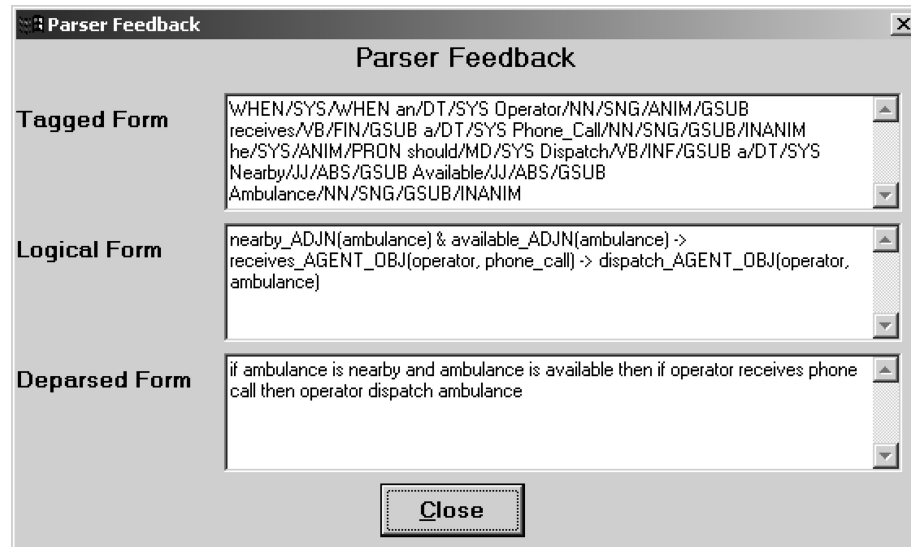 Parser Feedback
Parser Feedback
Tagged Form
WHEN/SYS/WHEN an/DT/SYS Operator/NN/SNG/ANIM/GSUB
receives/VB/FIN/GSUB a/DT/SYS Phone_Call/NN/SNG/GSUB/INANIM
he/SYS/ANIM/PRON should/MD/SYS Dispatch/VB/INF/GSUB a/DT/SYS
Nearby/JJ/ABS/GSUB Available/JJ/ABS/GSUB
Ambulance/NN/SNG/GSUB/INANIM
Logical Form
nearby_ADJN(ambulance) & available_ADJN(ambulance) ->
receives_AGENT_OBJ(operator, phone_call) -> dispatch_AGENT_OBJ(operator,
ambulance)
Deparsed Form
if ambulance is nearby and ambulance is available then if operator receives phone
call then operator dispatch ambulance
Close